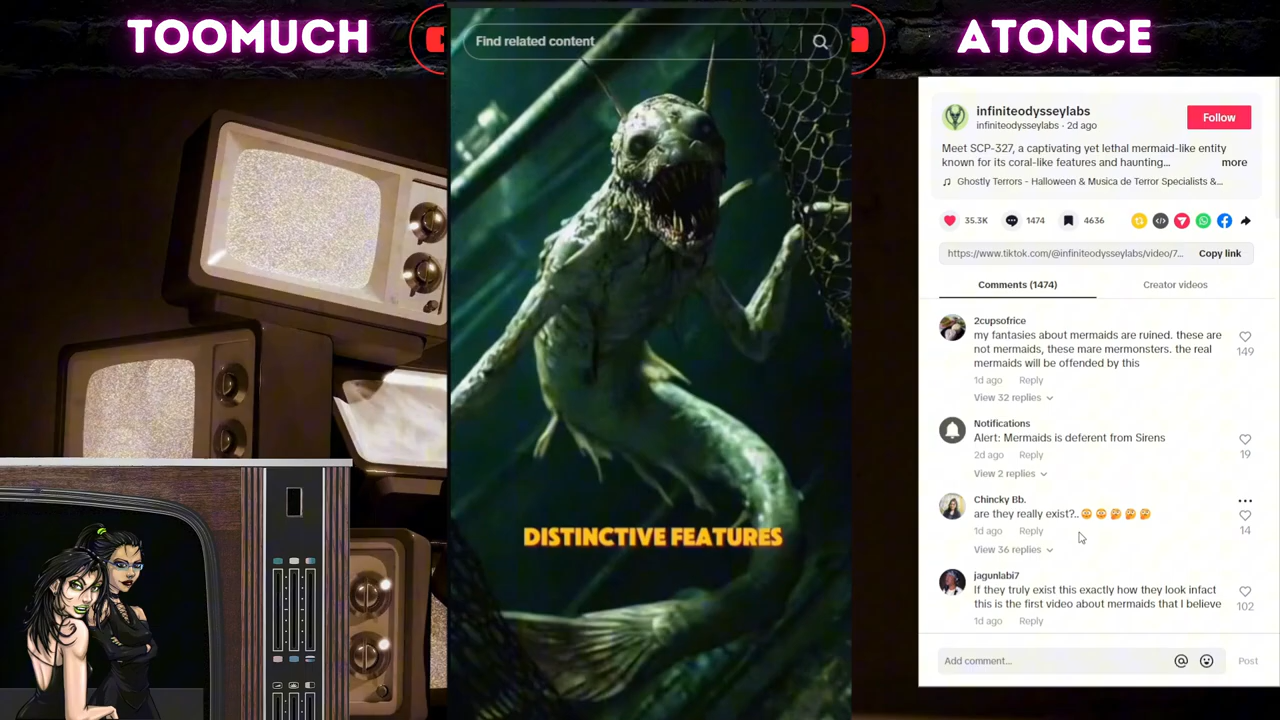 TOOMUCH
ATONCE
Find related content
DISTINCTIVE FEATURES
infiniteodysseylabs
infiniteodysseylabs · 2d ago
Follow
Meet SCP-327, a captivating yet lethal mermaid-like entity
known for its coral-like features and haunting...
more
Ghostly Terrors - Halloween & Musica de Terror Specialists &...
35.3K
1474
4636
https://www.tiktok.com/@infiniteodysseylabs/video/7...
Copy link
Comments (1474)
Creator videos
2cupsofrice
my fantasies about mermaids are ruined. these are
not mermaids, these mare mermonsters. the real
mermaids will be offended by this
149
1d ago
Reply
View 32 replies
Notifications
Alert: Mermaids is deferent from Sirens
19
2d ago
Reply
View 2 replies
Chincky Bb.
are they really exist?..
14
1d ago
Reply
View 36 replies
jagunlabi7
If they truly exist this exactly how they look infact
this is the first video about mermaids that I believe
102
1d ago
Reply
Add comment...
Post